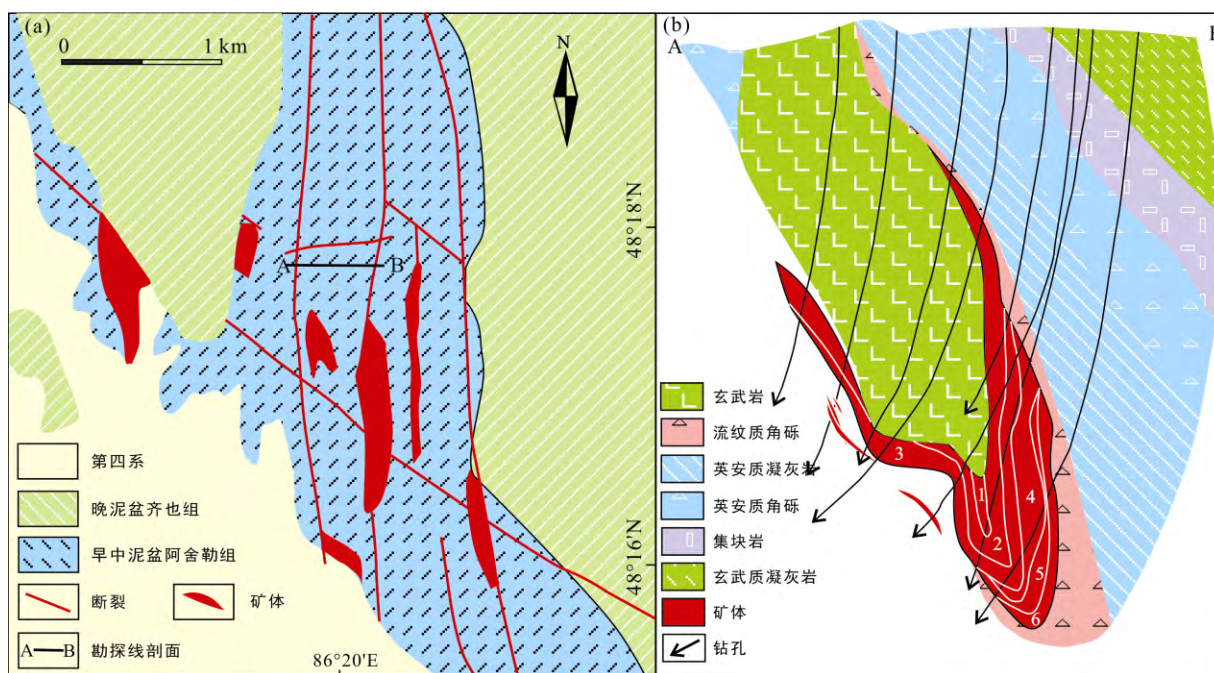 (a)
0 1 km
N
48°18'N
A B
48°16'N
86°20'E
第四系
晚泥盆齐也组
早中泥盆阿舍勒组
断裂
矿体
A B
勘探线剖面
(b)
A
玄武岩
流纹质角砾
英安质凝灰岩
英安质角砾
集块岩
玄武质凝灰岩
矿体
钻孔
3
1
4
2
5
6